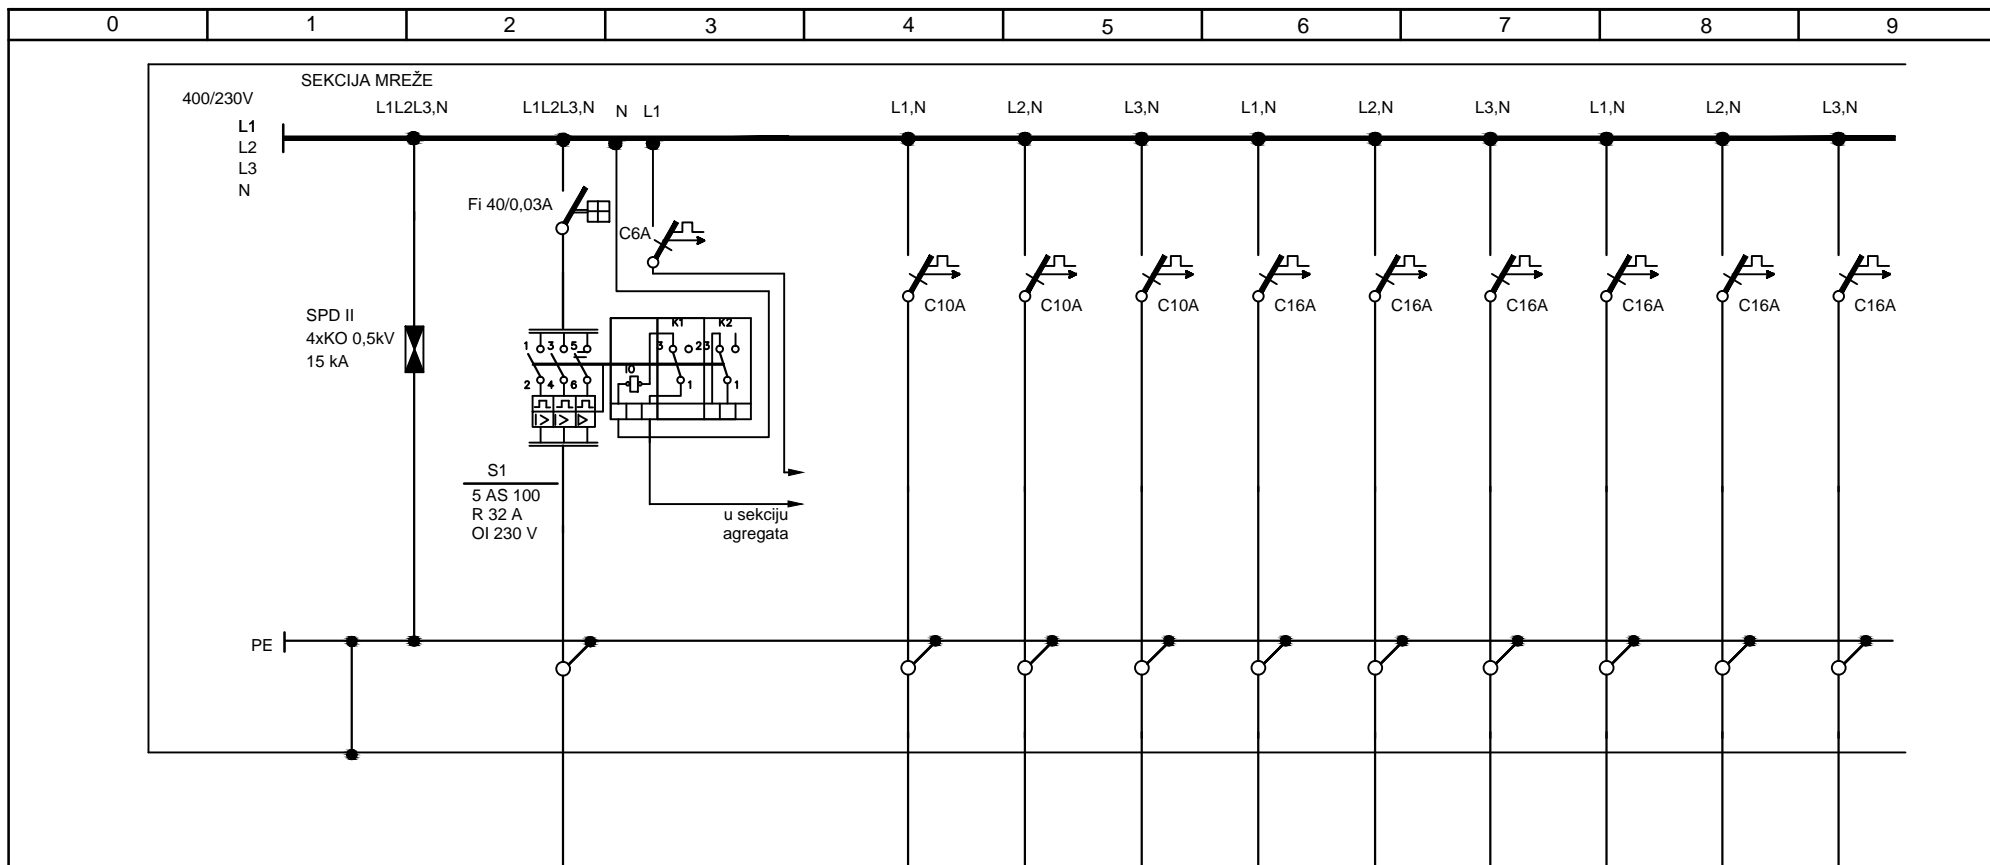 0 1 2 3 4 5 6 7 8 9
SEKCIJA MREŽE
400/230V
L1L2L3,N L1L2L3,N N L1 L1,N L2,N L3,N L1,N L2,N L3,N L1,N L2,N L3,N
L1
L2
L3
N
Fi 40/0,03A
C6A
C10A C10A C10A C16A C16A C16A C16A C16A C16A
SPD II
4xKO 0,5kV
15 kA
K1 K2
1 3 5 3 2 3
IO
2 4 6 1 1
I> I> I>
S1
5 AS 100
R 32 A
OI 230 V
u sekciju
agregata
PE